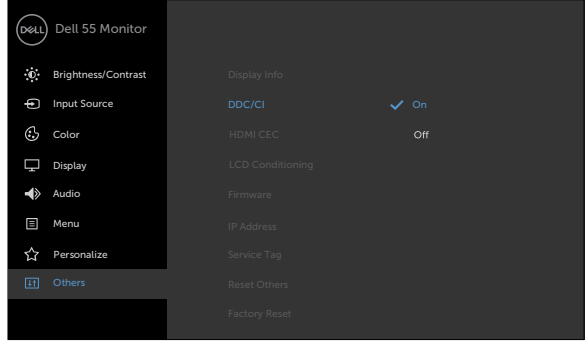 DELL Dell 55 Monitor
Brightness/Contrast
Input Source
Color
Display
Audio
Menu
Personalize
Others
Display Info
DDC/CI On
HDMI CEC Off
LCD Conditioning
Firmware
IP Address
Service Tag
Reset Others
Factory Reset